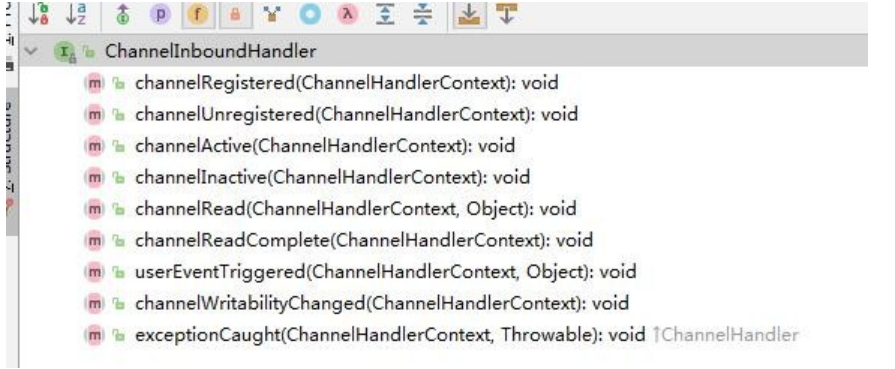 ChannelInboundHandler
channelRegistered(ChannelHandlerContext): void
channelUnregistered(ChannelHandlerContext): void
channelActive(ChannelHandlerContext): void
channelInactive(ChannelHandlerContext): void
channelRead(ChannelHandlerContext, Object): void
channelReadComplete(ChannelHandlerContext): void
userEventTriggered(ChannelHandlerContext, Object): void
channelWritabilityChanged(ChannelHandlerContext): void
exceptionCaught(ChannelHandlerContext, Throwable): void ↑ChannelHandler